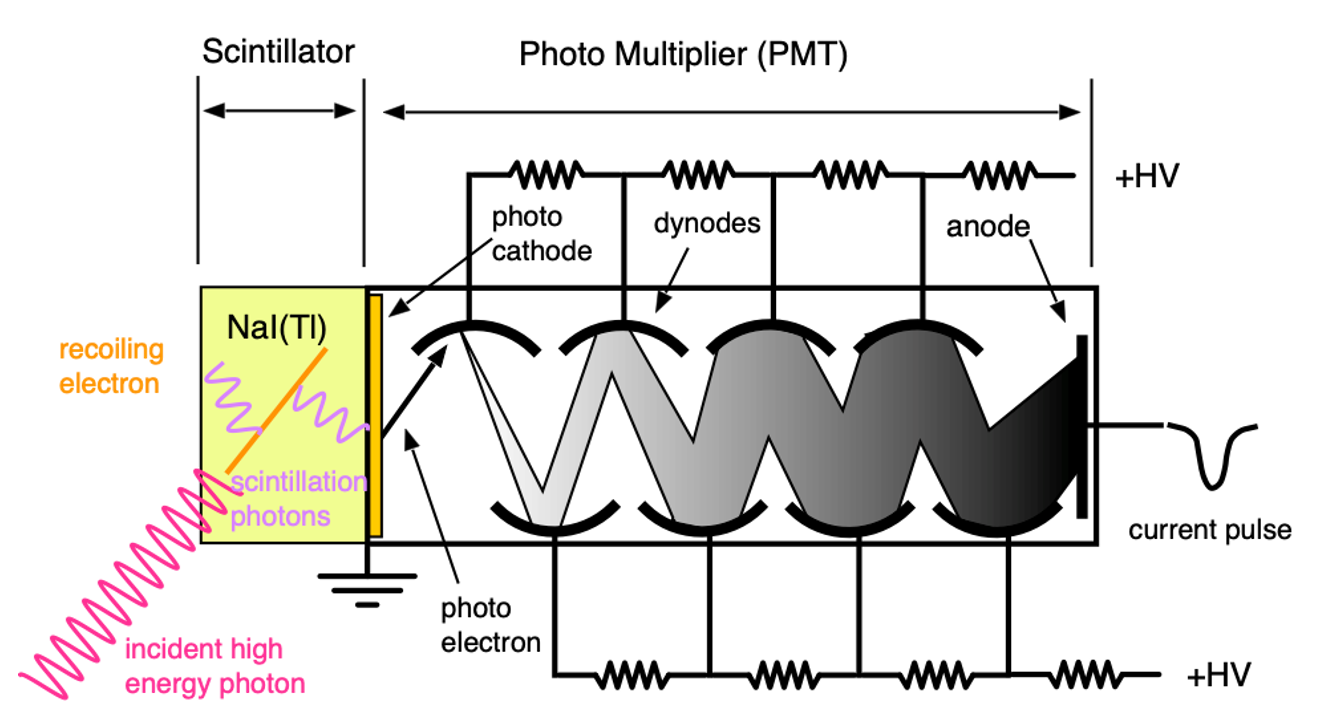 Scintillator
Photo Multiplier (PMT)
+HV
photo
cathode
dynodes
anode
NaI(Tl)
recoiling
electron
scintillation
photons
current pulse
photo
electron
incident high
energy photon
+HV